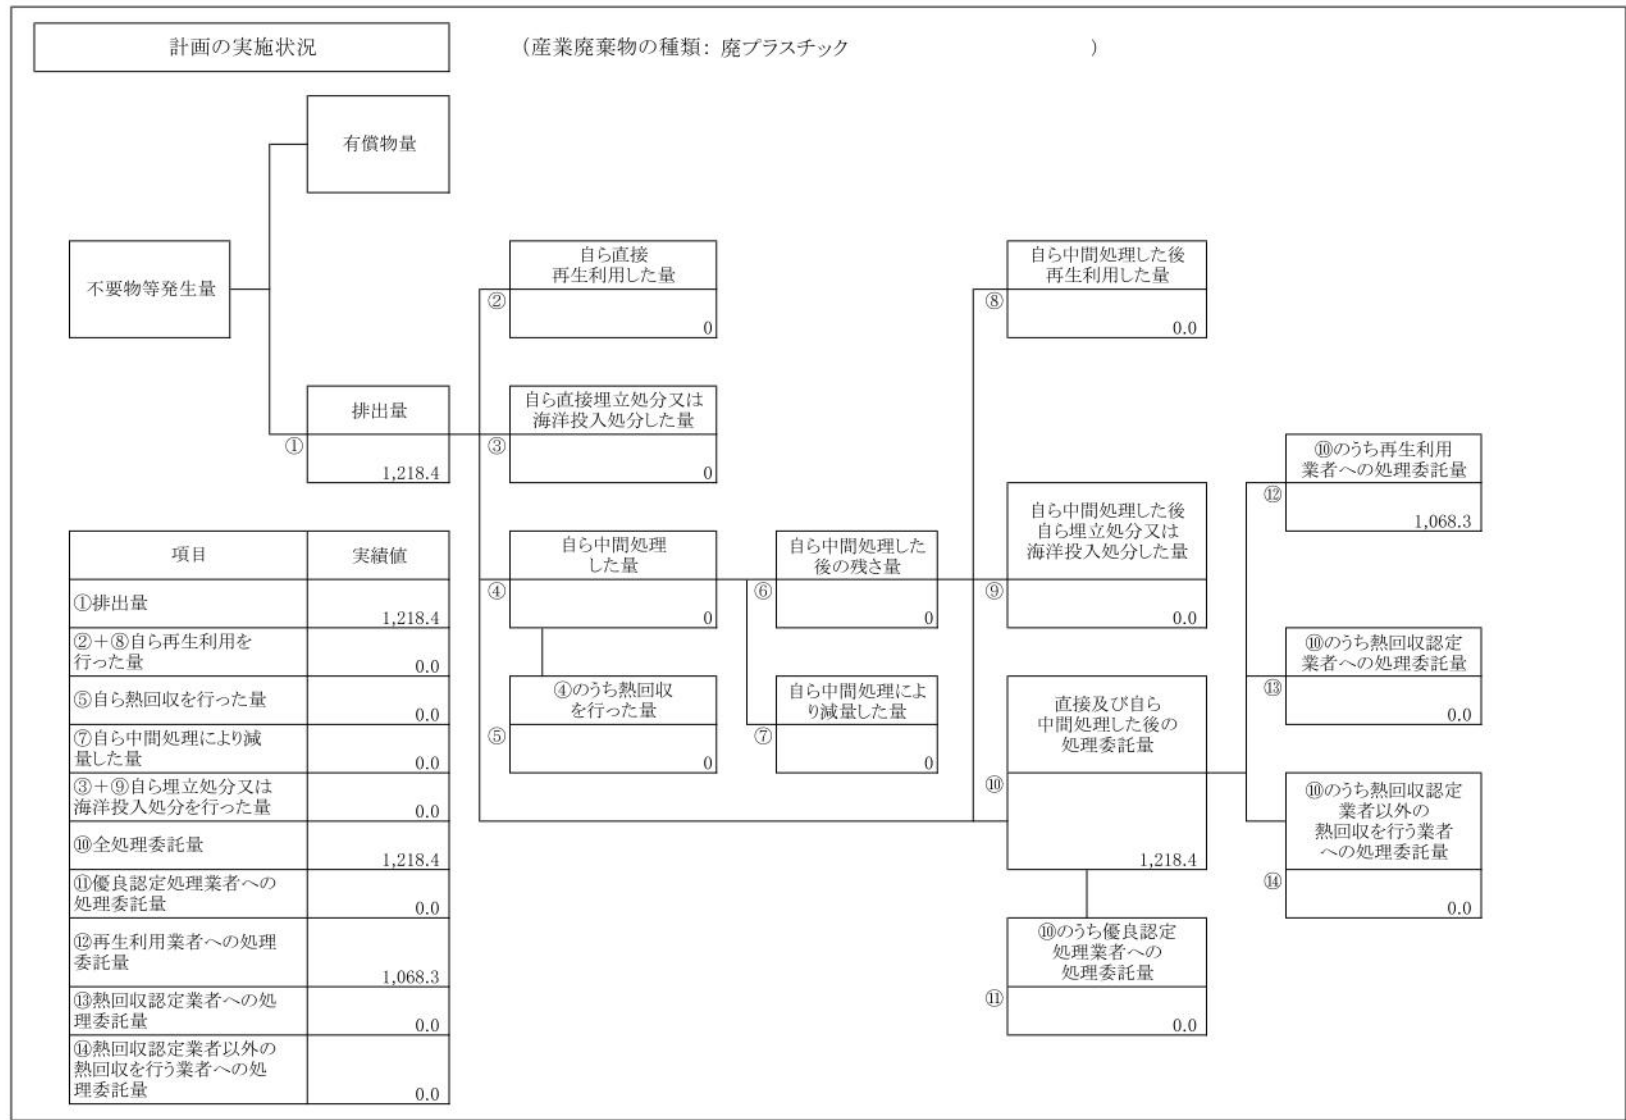 計画の実施状況
（産業廃棄物の種類： 廃プラスチック ）
有償物量
不要物等発生量
排出量
①
1,218.4
自ら直接
再生利用した量
②
0
自ら直接埋立処分又は
海洋投入処分した量
③
0
自ら中間処理
した量
④
0
④のうち熱回収
を行った量
⑤
0
自ら中間処理した
後の残さ量
⑥
0
自ら中間処理によ
り減量した量
⑦
0
自ら中間処理した後
再生利用した量
⑧
0.0
自ら中間処理した後
自ら埋立処分又は
海洋投入処分した量
⑨
0.0
直接及び自ら
中間処理した後の
処理委託量
⑩
1,218.4
⑩のうち優良認定
処理業者への
処理委託量
⑪
0.0
⑩のうち再生利用
業者への処理委託量
⑫
1,068.3
⑩のうち熱回収認定
業者への処理委託量
⑬
0.0
⑩のうち熱回収認定
業者以外の
熱回収を行う業者
への処理委託量
⑭
0.0
項目 実績値
①排出量
1,218.4
②＋⑧自ら再生利用を
行った量
0.0
⑤自ら熱回収を行った量
0.0
⑦自ら中間処理により減
量した量
0.0
③＋⑨自ら埋立処分又は
海洋投入処分を行った量
0.0
⑩全処理委託量
1,218.4
⑪優良認定処理業者への
処理委託量
0.0
⑫再生利用業者への処理
委託量
1,068.3
⑬熱回収認定業者への処
理委託量
0.0
⑭熱回収認定業者以外の
熱回収を行う業者への処
理委託量
0.0